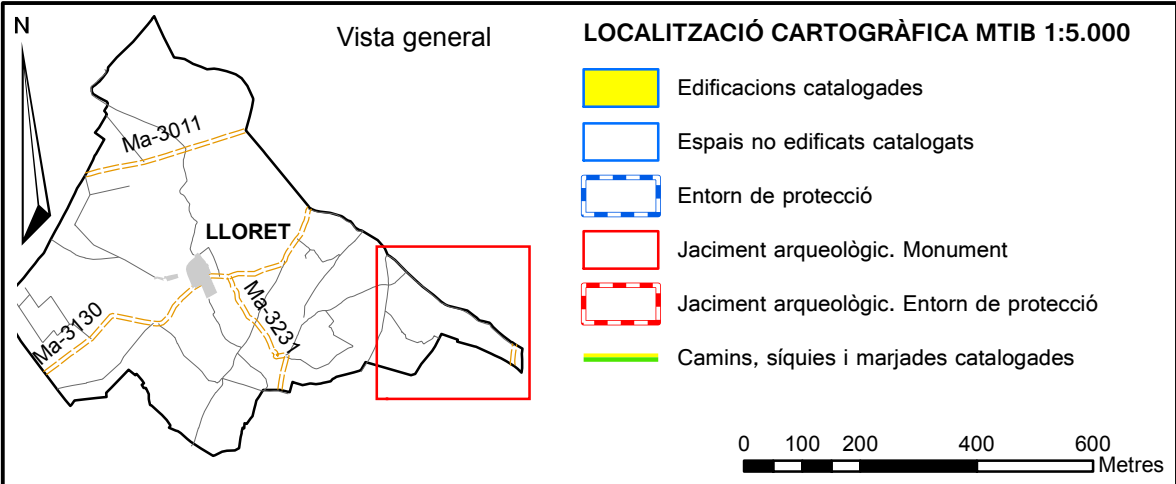 N
Vista general
Ma-3011
LLORET
Ma-3231
Ma-3130
LOCALITZACIÓ CARTOGRÀFICA MTIB 1:5.000
Edificacions catalogades
Espais no edificats catalogats
Entorn de protecció
Jaciment arqueològic. Monument
Jaciment arqueològic. Entorn de protecció
Camins, síquies i marjades catalogades
0 100 200 400 600
Metres